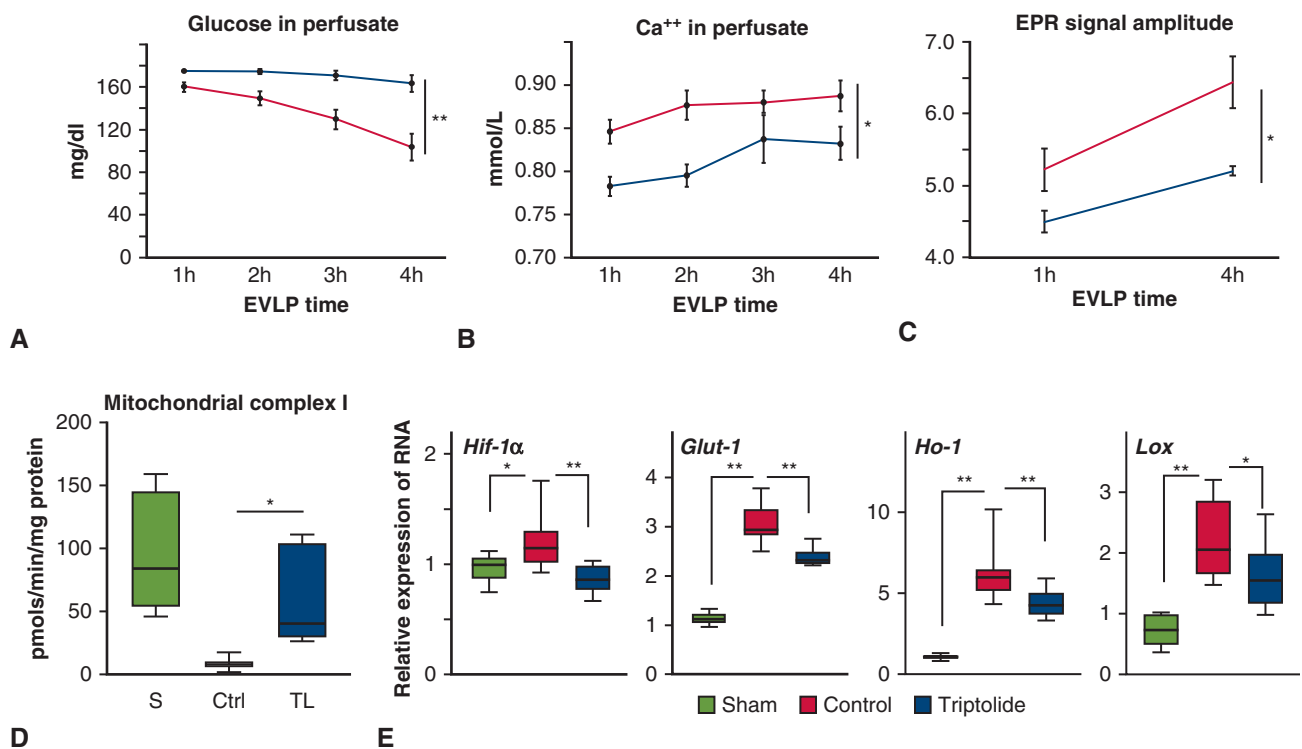 Glucose in perfusate
mg/dl
160
120
80
40
0
**
1h 2h 3h 4h
EVLP time
A
Ca++ in perfusate
mmol/L
0.90
0.85
0.80
0.75
0.70
*
1h 2h 3h 4h
EVLP time
B
EPR signal amplitude
7.0
6.0
5.0
4.0
*
1h 4h
EVLP time
C
Mitochondrial complex I
pmols/min/mg protein
200
150
100
50
0
*
S Ctrl TL
D
Relative expression of RNA
Hif-1α
2
1
0
* **
Glut-1
4
3
2
1
0
** **
Ho-1
10
5
0
** **
Lox
3
2
1
0
** *
Sham Control Triptolide
E